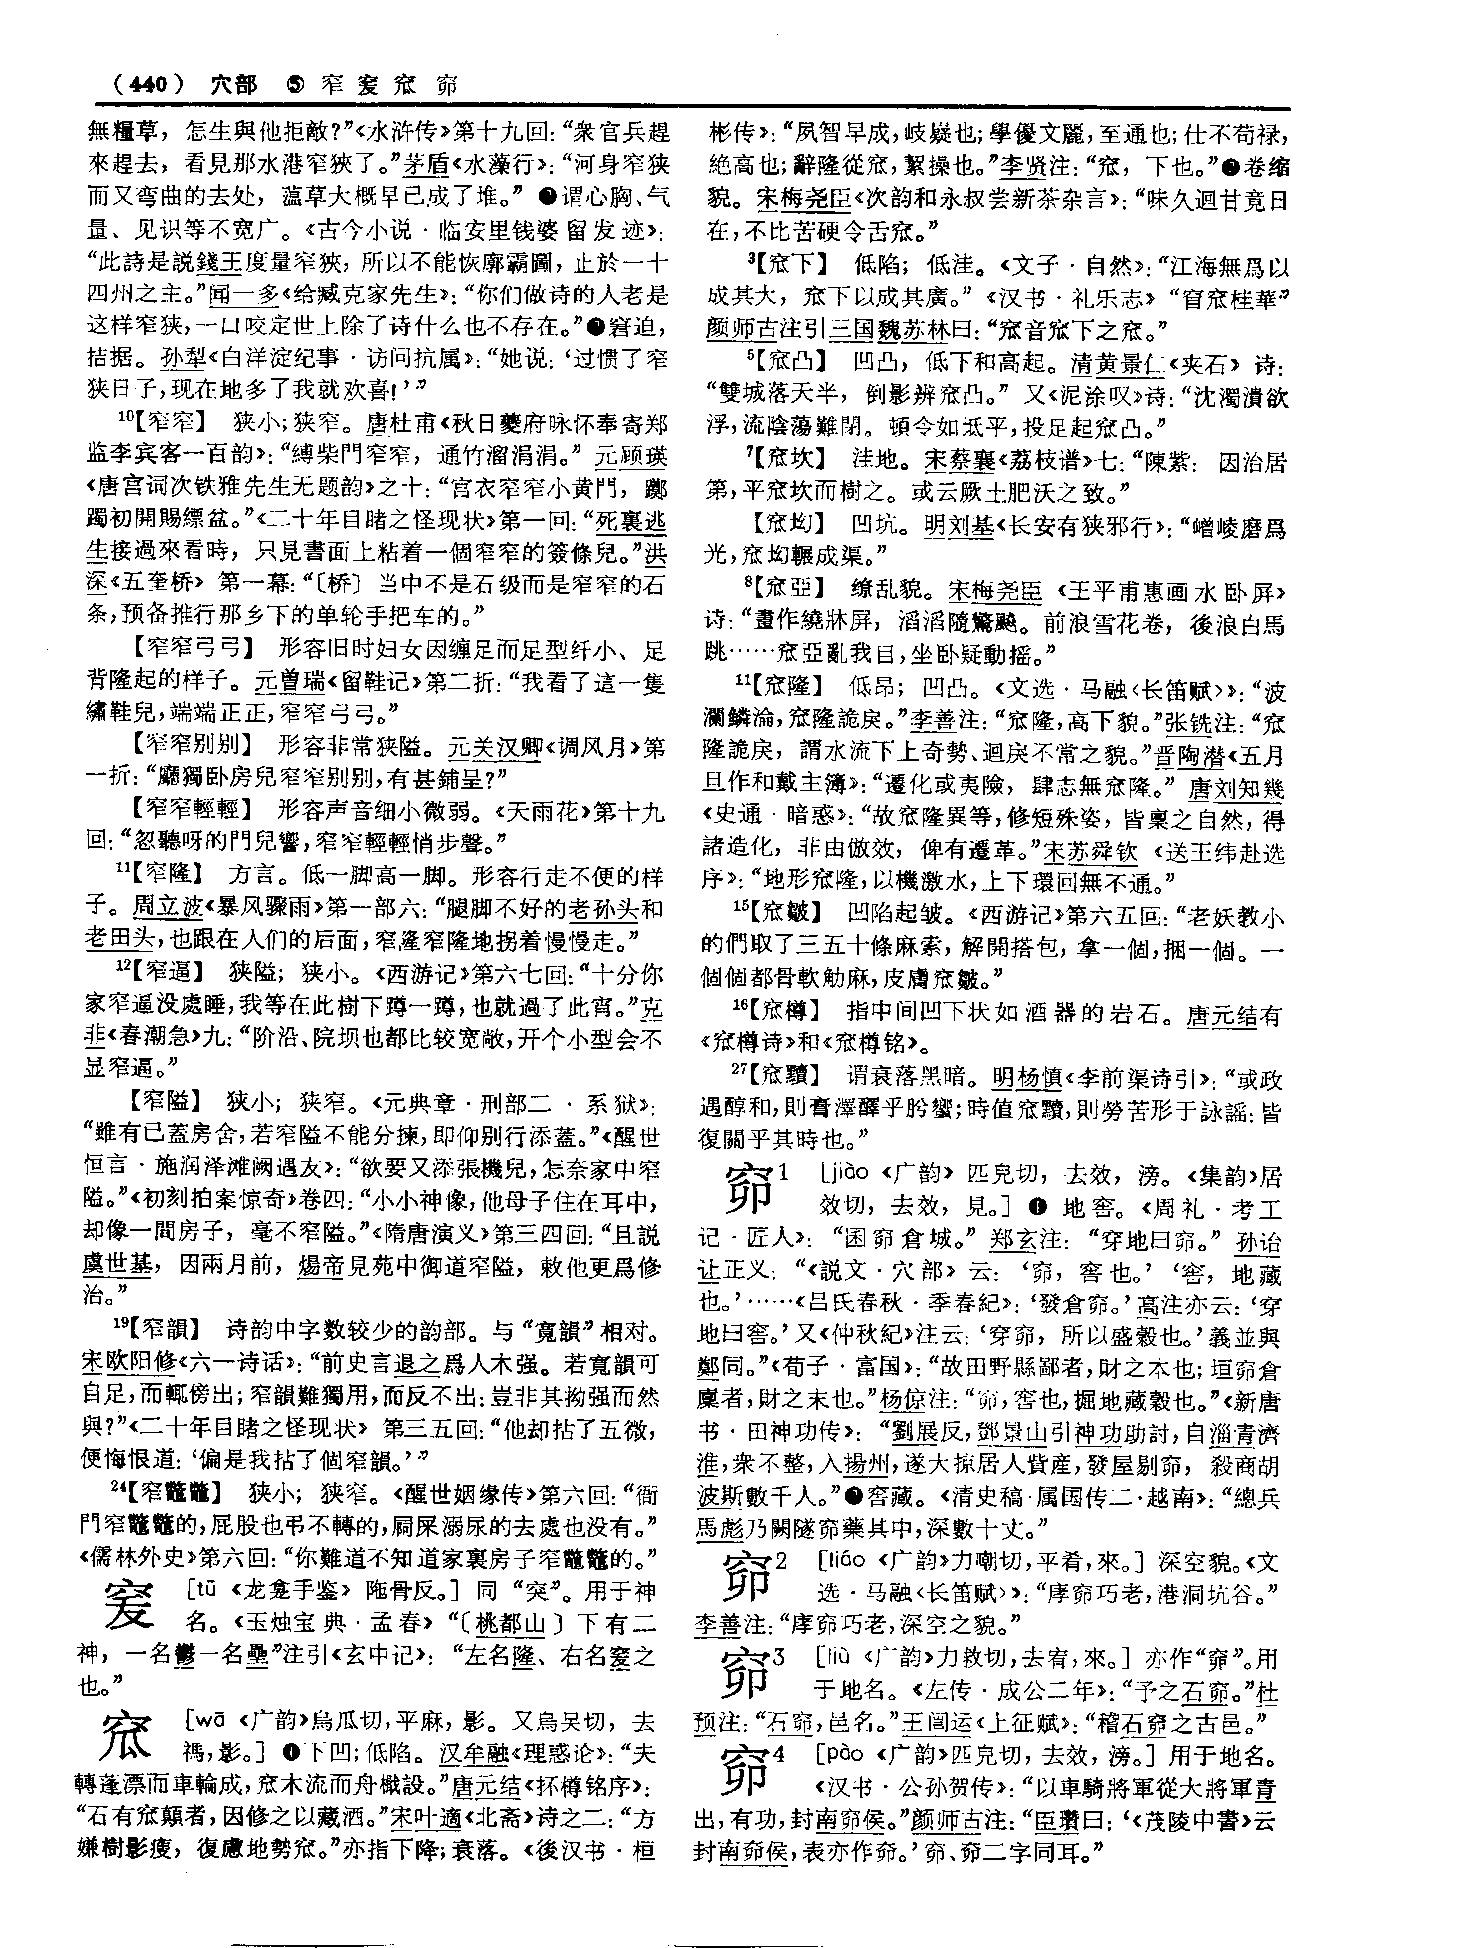 （440） 穴部 ⑤ 窄 窡 窊 窌
無糧草，怎生與他拒敵？”《水浒传》第十九回：“衆官兵趕
來趕去，看見那水港窄狹了。”茅盾《水藻行》：“河身窄狭
而又弯曲的去处，薀草大概早已成了堆。” ❷谓心胸、气
量、见识等不宽广。《古今小说·临安里钱婆留发迹》：
“此詩是説錢王度量窄狹，所以不能恢廓霸圖，止於一十
四州之主。”闻一多《给臧克家先生》：“你们做诗的人老是
这样窄狭，一口咬定世上除了诗什么也不存在。”❸窘迫，
拮据。孙犁《白洋淀纪事·访问抗属》：“她说：‘过惯了窄
狭日子，现在地多了我就欢喜！’”
¹⁰【窄窄】 狭小；狭窄。唐杜甫《秋日夔府咏怀奉寄郑
监李宾客一百韵》：“縛柴門窄窄，通竹溜涓涓。” 元顾瑛
《唐宫词次铁雅先生无题韵》之十：“宫衣窄窄小黄門，躑
躅初開賜縹盆。”《二十年目睹之怪现状》第一回：“死裏逃
生接過來看時，只見書面上粘着一個窄窄的簽條兒。”洪
深《五奎桥》 第一幕：“〔桥〕当中不是石级而是窄窄的石
条，预备推行那乡下的单轮手把车的。”
【窄窄弓弓】 形容旧时妇女因缠足而足型纤小、足
背隆起的样子。元曾瑞《留鞋记》第二折：“我看了這一隻
繡鞋兒，端端正正，窄窄弓弓。”
【窄窄别别】 形容非常狭隘。元关汉卿《调风月》第
一折：“廳獨卧房兒窄窄别别，有甚鋪呈？”
【窄窄輕輕】 形容声音细小微弱。《天雨花》第十九
回：“忽聽呀的門兒響，窄窄輕輕悄步聲。”
¹¹【窄隆】 方言。低一脚高一脚。形容行走不便的样
子。周立波《暴风骤雨》第一部六：“腿脚不好的老孙头和
老田头，也跟在人们的后面，窄窿窄隆地拐着慢慢走。”
¹²【窄逼】 狭隘；狭小。《西游记》第六七回：“十分你
家窄逼没處睡，我等在此樹下蹲一蹲，也就過了此宵。”克
非《春潮急》九：“阶沿、院坝也都比较宽敞，开个小型会不
显窄逼。”
【窄隘】 狭小；狭窄。《元典章·刑部二·系狱》：
“雖有已蓋房舍，若窄隘不能分揀，即仰别行添蓋。”《醒世
恒言·施润泽滩阙遇友》：“欲要又添張機兒，怎奈家中窄
隘。”《初刻拍案惊奇》卷四：“小小神像，他母子住在耳中，
却像一間房子，毫不窄隘。”《隋唐演义》第三四回：“且説
虞世基，因兩月前，煬帝見苑中御道窄隘，敕他更爲修
治。”
¹⁹【窄韻】 诗韵中字数较少的韵部。与“寬韻”相对。
宋欧阳修《六一诗话》：“前史言退之爲人木强。若寬韻可
自足，而輒傍出；窄韻難獨用，而反不出：豈非其拗强而然
與？”《二十年目睹之怪现状》 第三五回：“他却拈了五微，
便悔恨道：‘偏是我拈了個窄韻。’”
²⁴【窄鼈鼈】 狭小；狭窄。《醒世姻缘传》第六回：“衙
門窄鼈鼈的，屁股也弔不轉的，屙屎溺尿的去處也没有。”
《儒林外史》第六回：“你難道不知道家裏房子窄鼈鼈的。”
窡 [tū 《龙龛手鉴》 陁骨反。] 同 “突”。用于神
名。《玉烛宝典·孟春》“〔桃都山〕下有二
神，一名鬱一名壘”注引《玄中记》：“左名隆、右名窡之
也。”
窊 [wā 《广韵》烏瓜切，平麻，影。又烏吴切，去
禡，影。] ❶下凹；低陷。汉牟融《理惑论》：“夫
轉蓬漂而車輪成，窊木流而舟檝設。”唐元结《抔樽铭序》：
“石有窊顛者，因修之以藏酒。”宋叶適《北斋》诗之二：“方
嫌樹影瘦，復慮地勢窊。”亦指下降；衰落。《後汉书·桓
彬传》：“夙智早成，岐嶷也；學優文麗，至通也；仕不苟禄，
絶高也；辭隆從窊，絜操也。”李贤注：“窊，下也。”❷卷缩
貌。宋梅尧臣《次韵和永叔尝新茶杂言》：“味久迴甘竟日
在，不比苦硬令舌窊。”
³【窊下】 低陷；低洼。《文子·自然》：“江海無爲以
成其大，窊下以成其廣。”《汉书·礼乐志》“窅窊桂華”
颜师古注引三国魏苏林曰：“窊音窊下之窊。”
⁵【窊凸】 凹凸，低下和高起。清黄景仁《夹石》 诗：
“雙城落天半，倒影辨窊凸。” 又《泥涂叹》诗：“沈濁潰欲
浮，流陰蕩難閉。頓令如坻平，投足起窊凸。”
⁷【窊坎】 洼地。宋蔡襄《荔枝谱》七：“陳紫：因治居
第，平窊坎而樹之。或云厥土肥沃之致。”
【窊坳】 凹坑。明刘基《长安有狭邪行》：“嶒崚磨爲
光，窊坳輾成渠。”
⁸【窊亞】 缭乱貌。宋梅尧臣 《王平甫惠画水卧屏》
诗：“畫作繞牀屏，滔滔隨驚飈。前浪雪花卷，後浪白馬
跳……窊亞亂我目，坐卧疑動摇。”
¹¹【窊隆】 低昂；凹凸。《文选·马融〈长笛赋〉》：“波
瀾鱗淪，窊隆詭戾。”李善注：“窊隆，高下貌。”张铣注：“窊
隆詭戾，謂水流下上奇勢、迴戾不常之貌。”晋陶潜《五月
旦作和戴主簿》：“遷化或夷險，肆志無窊隆。” 唐刘知幾
《史通·暗惑》：“故窊隆異等，修短殊姿，皆稟之自然，得
諸造化，非由倣效，俾有遷革。”宋苏舜钦 《送王纬赴选
序》：“地形窊隆，以機激水，上下環回無不通。”
¹⁵【窊皺】 凹陷起皱。《西游记》第六五回：“老妖教小
的們取了三五十條麻索，解開搭包，拿一個，捆一個。一
個個都骨軟觔麻，皮膚窊皺。”
¹⁶【窊樽】 指中间凹下状如酒器的岩石。唐元结有
《窊樽诗》和《窊樽铭》。
²⁷【窊黷】 谓衰落黑暗。明杨慎《李前渠诗引》：“或政
遇醇和，則膏澤醳乎肹蠁；時值窊黷，則勞苦形于詠謡：皆
復關乎其時也。”
窌¹ [jiào 《广韵》 匹皃切，去效，滂。《集韵》居
效切，去效，見。] ❶ 地窖。《周礼·考工
记·匠人》：“囷窌倉城。” 郑玄注：“穿地曰窌。” 孙诒
让正义：“《説文·穴部》云：‘窌，窖也。’‘窖，地藏
也。’……《吕氏春秋·季春紀》：‘發倉窌。’高注亦云：‘穿
地曰窖。’又《仲秋紀》注云：‘穿窌，所以盛穀也。’義並與
鄭同。”《荀子·富国》：“故田野縣鄙者，財之本也；垣窌倉
廩者，財之末也。”杨倞注：“窌，窖也，掘地藏穀也。”《新唐
书·田神功传》：“劉展反，鄧景山引神功助討，自淄青濟
淮，衆不整，入揚州，遂大掠居人貲産，發屋剔窌，殺商胡
波斯數千人。”❷窖藏。《清史稿·属国传二·越南》：“總兵
馬彪乃闕隧窌藥其中，深數十丈。”
窌² [liáo 《广韵》力嘲切，平肴，來。] 深空貌。《文
选·马融〈长笛赋〉》：“庨窌巧老，港洞坑谷。”
李善注：“庨窌巧老，深空之貌。”
窌³ [liù 《广韵》力救切，去宥，來。] 亦作“窷”。用
于地名。《左传·成公二年》：“予之石窌。”杜
预注：“石窌，邑名。”王闿运《上征赋》：“稽石窌之古邑。”
窌⁴ [pào 《广韵》匹皃切，去效，滂。] 用于地名。
《汉书·公孙贺传》：“以車騎將軍從大將軍青
出，有功，封南窌侯。”颜师古注：“臣瓚曰：‘《茂陵中書》云
封南奅侯，表亦作奅。’窌、奅二字同耳。”